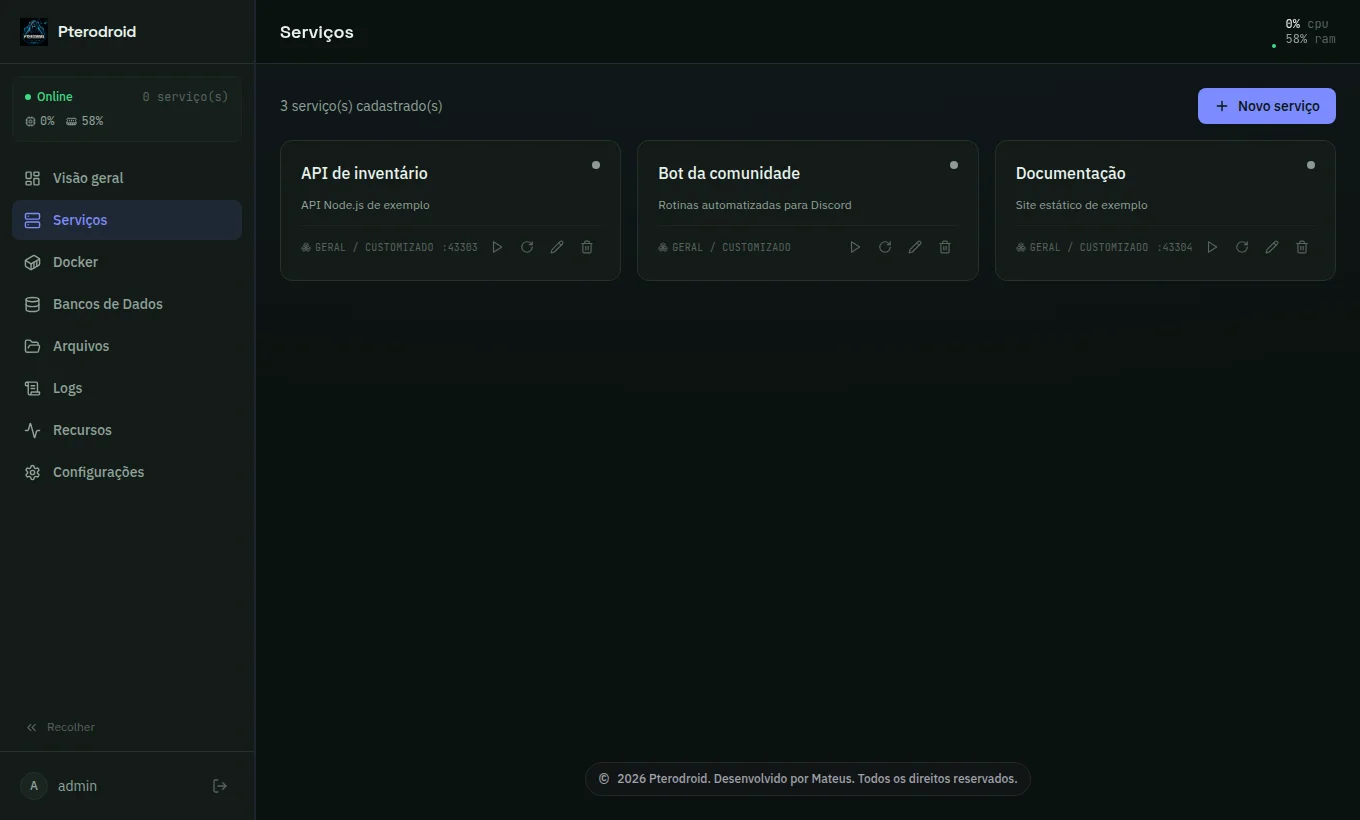 Pterodroid
Online
0 serviço(s)
0%
58%
Visão geral
Serviços
Docker
Bancos de Dados
Arquivos
Logs
Recursos
Configurações
Recolher
A
admin
Serviços
0% cpu
58% ram
3 serviço(s) cadastrado(s)
Novo serviço
API de inventário
API Node.js de exemplo
GERAL / CUSTOMIZADO :43303
Bot da comunidade
Rotinas automatizadas para Discord
GERAL / CUSTOMIZADO
Documentação
Site estático de exemplo
GERAL / CUSTOMIZADO :43304
© 2026 Pterodroid. Desenvolvido por Mateus. Todos os direitos reservados.